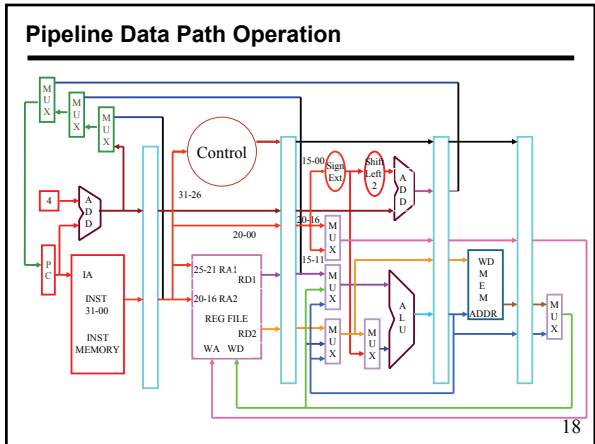 Pipeline Data Path Operation
M
U
X
M
U
X
M
U
X
4
A
D
D
P
C
IA
INST
31-00
INST
MEMORY
Control
31-26
20-00
25-21 RA1
RD1
20-16 RA2
REG FILE
RD2
WA WD
15-00
Sign
Ext
Shift
Left
2
A
D
D
20-16
M
U
X
15-11
M
U
X
M
U
X
M
U
X
A
L
U
WD
M
E
M
ADDR
M
U
X
18